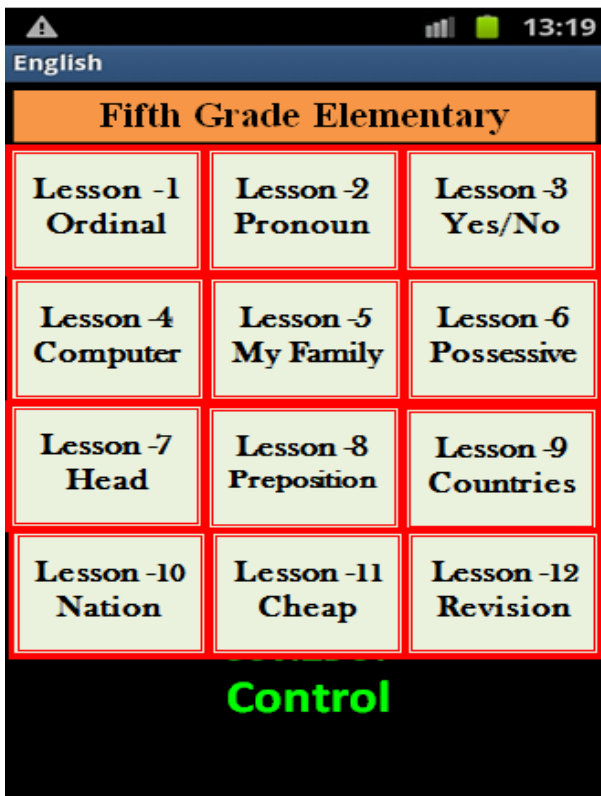 13:19
English
Fifth Grade Elementary
Lesson -1
Ordinal
Lesson -2
Pronoun
Lesson -3
Yes/No
Lesson -4
Computer
Lesson -5
My Family
Lesson -6
Possessive
Lesson -7
Head
Lesson -8
Preposition
Lesson -9
Countries
Lesson -10
Nation
Lesson -11
Cheap
Lesson -12
Revision
Control